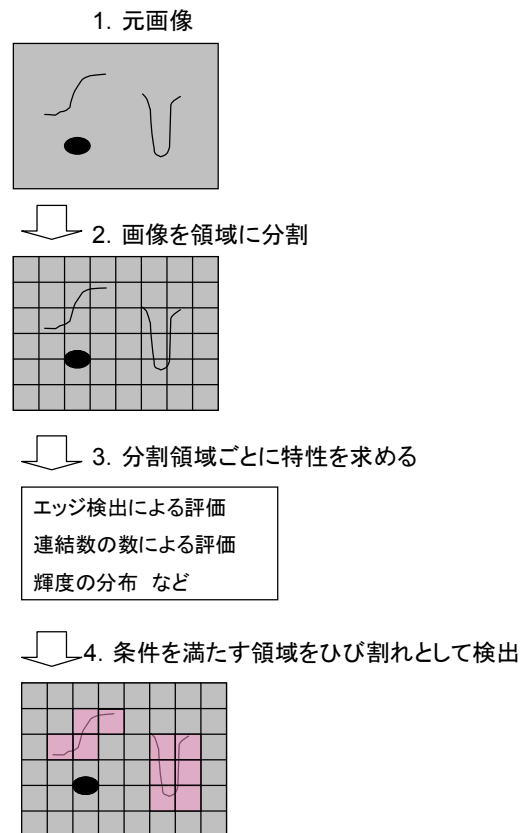 1. 元画像
2. 画像を領域に分割
3. 分割領域ごとに特性を求める
エッジ検出による評価
連結数の数による評価
輝度の分布 など
4. 条件を満たす領域をひび割れとして検出